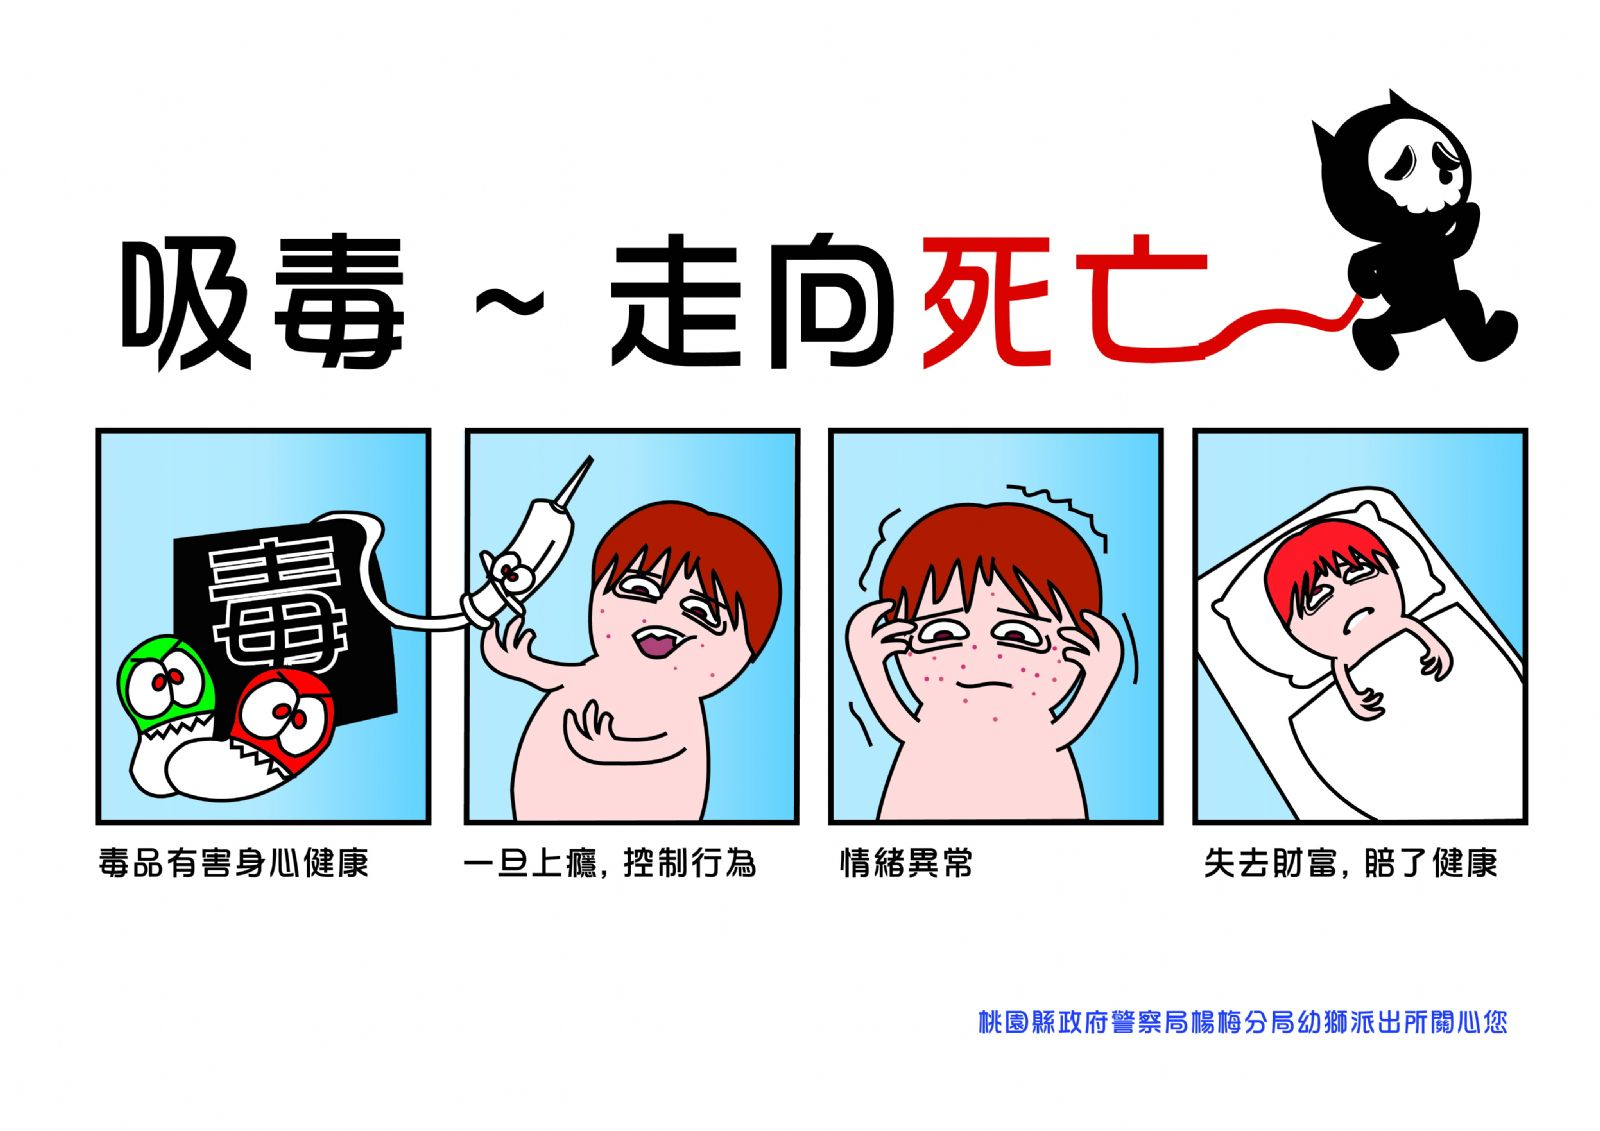 吸毒 ~ 走向死亡
毒
毒品有害身心健康
一旦上癮, 控制行為
情緒異常
失去財富, 賠了健康
桃園縣政府警察局楊梅分局幼獅派出所關心您